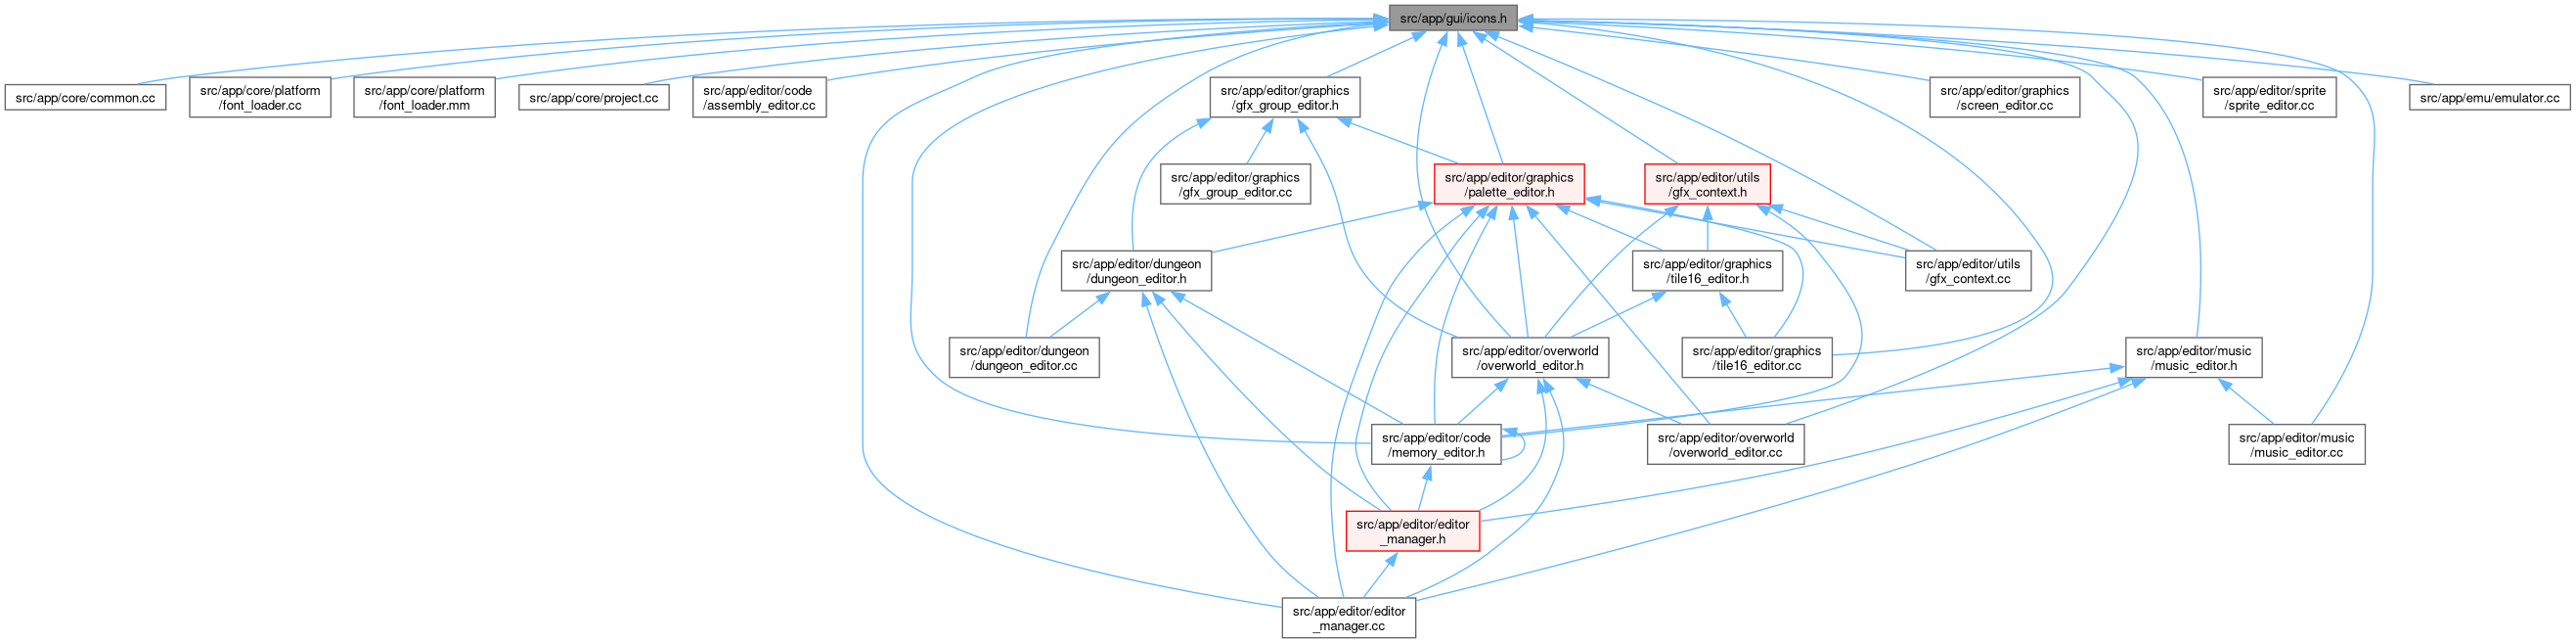 src/app/gui/icons.h
src/app/core/common.cc
src/app/core/platform
/font_loader.cc
src/app/core/platform
/font_loader.mm
src/app/core/project.cc
src/app/editor/code
/assembly_editor.cc
src/app/editor/graphics
/gfx_group_editor.h
src/app/editor/graphics
/screen_editor.cc
src/app/editor/sprite
/sprite_editor.cc
src/app/emu/emulator.cc
src/app/editor/graphics
/gfx_group_editor.cc
src/app/editor/graphics
/palette_editor.h
src/app/editor/utils
/gfx_context.h
src/app/editor/dungeon
/dungeon_editor.h
src/app/editor/graphics
/tile16_editor.h
src/app/editor/utils
/gfx_context.cc
src/app/editor/dungeon
/dungeon_editor.cc
src/app/editor/overworld
/overworld_editor.h
src/app/editor/graphics
/tile16_editor.cc
src/app/editor/music
/music_editor.h
src/app/editor/code
/memory_editor.h
src/app/editor/overworld
/overworld_editor.cc
src/app/editor/music
/music_editor.cc
src/app/editor/editor
_manager.h
src/app/editor/editor
_manager.cc